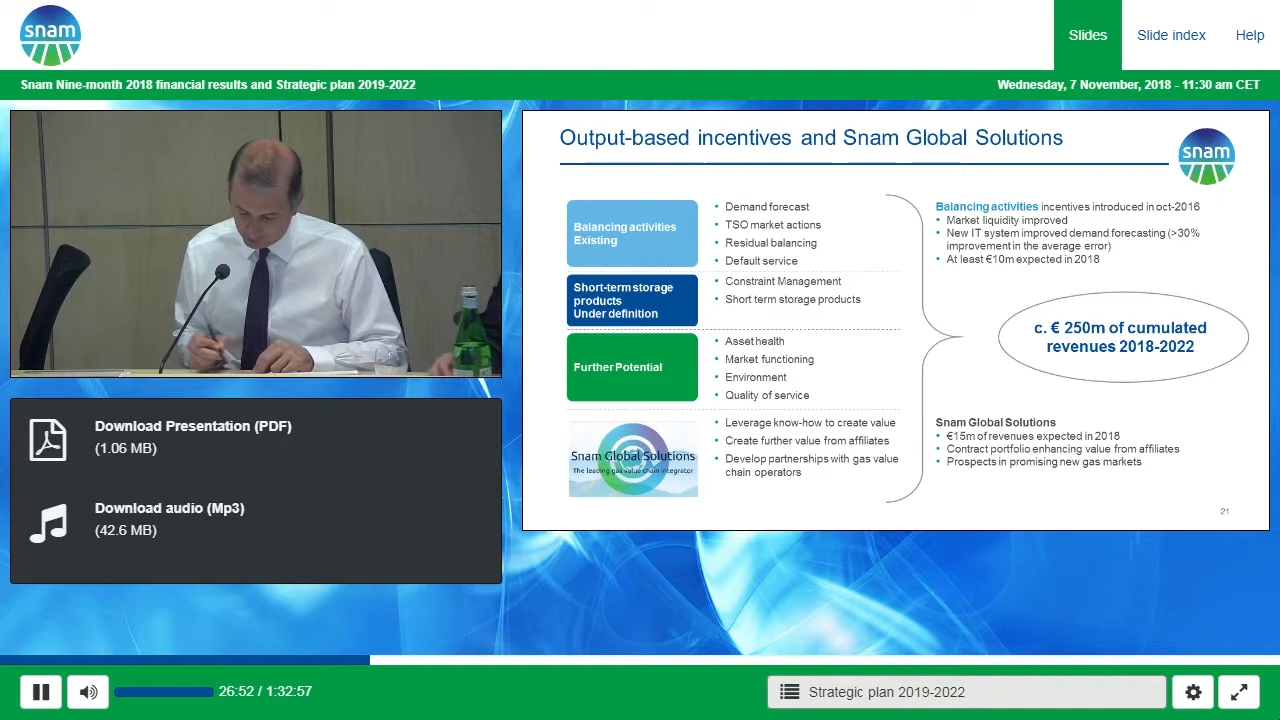 snam
Slides
Slide index
Help
Snam Nine-month 2018 financial results and Strategic plan 2019-2022
Wednesday, 7 November, 2018 - 11:30 am CET
Output-based incentives and Snam Global Solutions
snam
Balancing activities
Existing
• Demand forecast
• TSO market actions
• Residual balancing
• Default service
Short-term storage
products
Under definition
• Constraint Management
• Short term storage products
Further Potential
• Asset health
• Market functioning
• Environment
• Quality of service
Snam Global Solutions
The leading gas value chain integrator
• Leverage know-how to create value
• Create further value from affiliates
• Develop partnerships with gas value
chain operators
Balancing activities incentives introduced in oct-2016
• Market liquidity improved
• New IT system improved demand forecasting (>30%
improvement in the average error)
• At least €10m expected in 2018
c. € 250m of cumulated
revenues 2018-2022
Snam Global Solutions
• €15m of revenues expected in 2018
• Contract portfolio enhancing value from affiliates
• Prospects in promising new gas markets
21
Download Presentation (PDF)
(1.06 MB)
Download audio (Mp3)
(42.6 MB)
26:52 / 1:32:57
Strategic plan 2019-2022